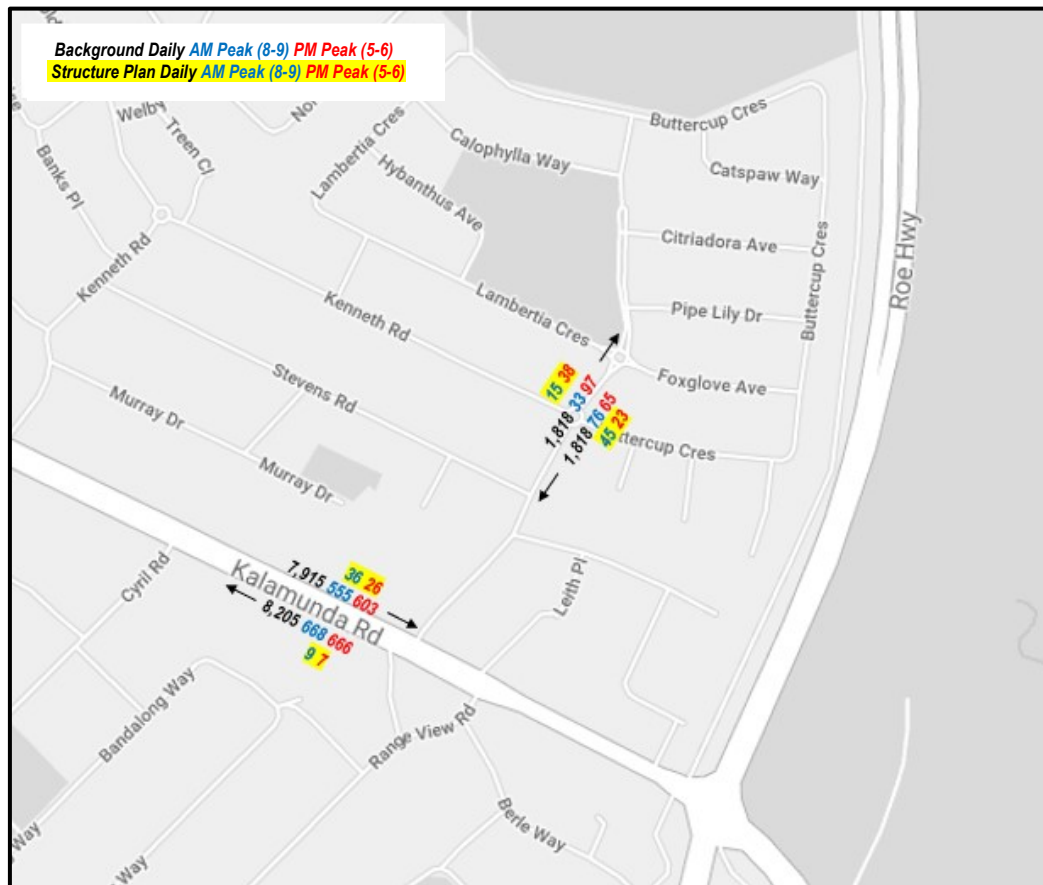 Background Daily AM Peak (8-9) PM Peak (5-6)
Structure Plan Daily AM Peak (8-9) PM Peak (5-6)
Welby
Treen Cl
Banks Pl
Lambertia Cres
Calophylla Way
Hybanthus Ave
Buttercup Cres
Catspaw Way
Citriadora Ave
Buttercup Cres
Roe Hwy
Kenneth Rd
Kenneth Rd
Lambertia Cres
Pipe Lily Dr
Foxglove Ave
15 38
1,818 33 97
1,818 76 65
45 23
ttercup Cres
Stevens Rd
Murray Dr
Murray Dr
Leith Pl
Cyril Rd
36 26
7,915 555 603
Kalamunda Rd
8,205 668 666
9 7
Bandalong Way
Range View Rd
Berle Way
Way
Way